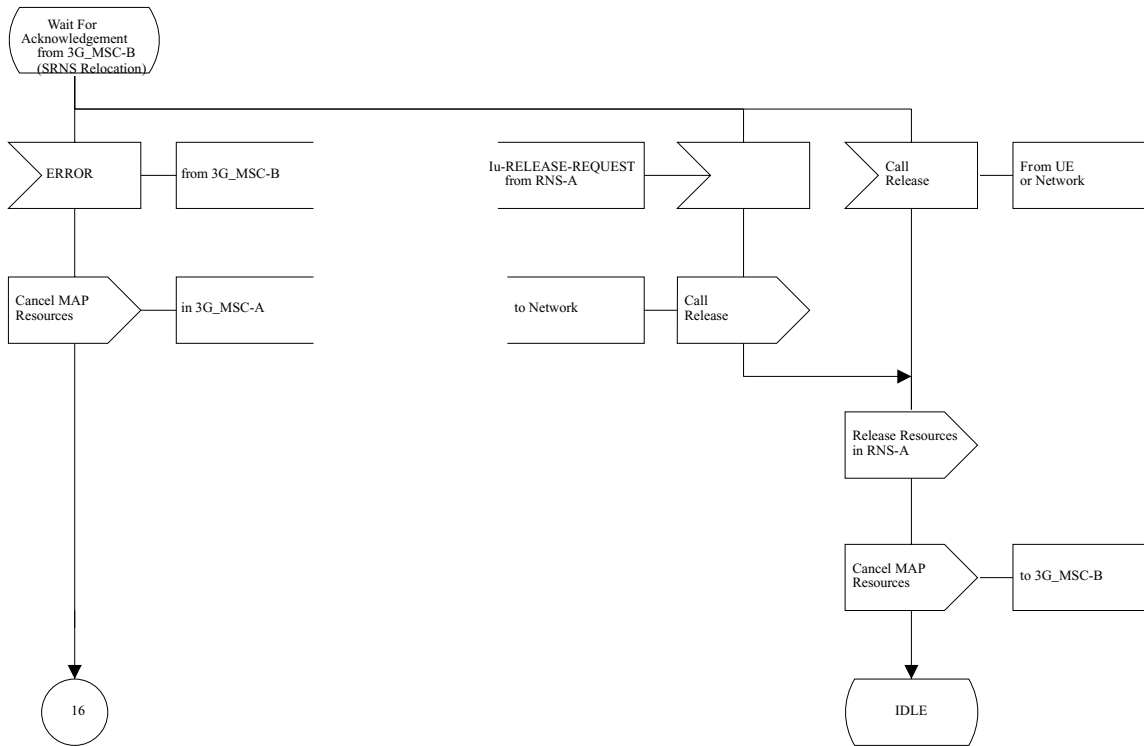 Wait For
Acknowledgement
from 3G_MSC-B
(SRNS Relocation)
ERROR
from 3G_MSC-B
Iu-RELEASE-REQUEST
from RNS-A
Call
Release
From UE
or Network
Cancel MAP
Resources
in 3G_MSC-A
to Network
Call
Release
Release Resources
in RNS-A
Cancel MAP
Resources
to 3G_MSC-B
16
IDLE